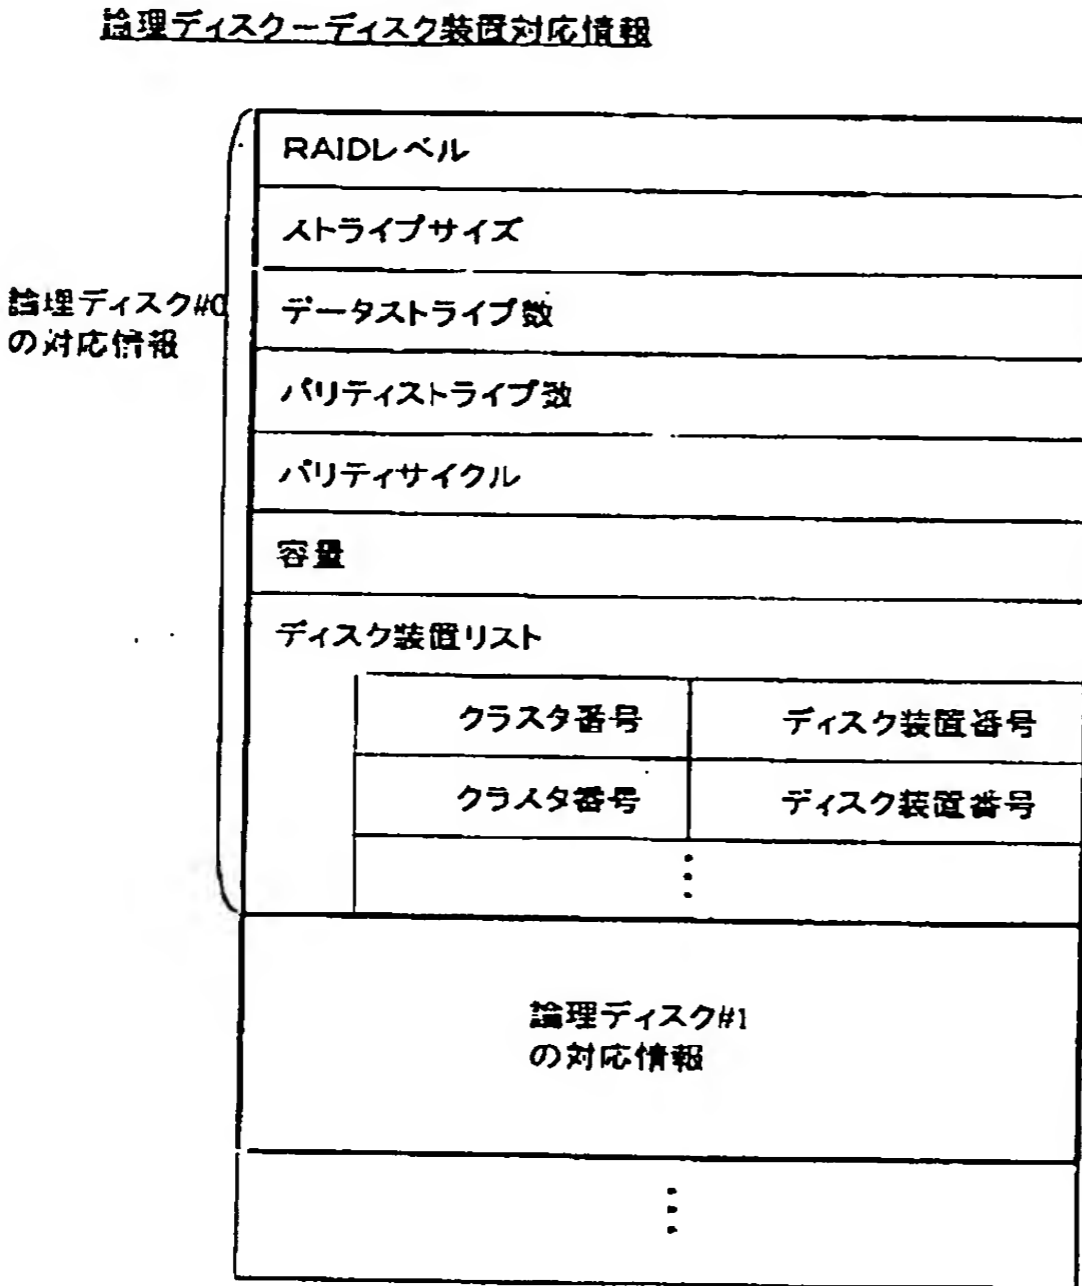 論理ディスクーディスク装置対応情報
RAIDレベル
ストライプサイズ
論理ディスク#0
の対応情報
データストライプ数
パリティストライプ数
パリティサイクル
容量
ディスク装置リスト
クラスタ番号 ディスク装置番号
クラスタ番号 ディスク装置番号
論理ディスク#1
の対応情報